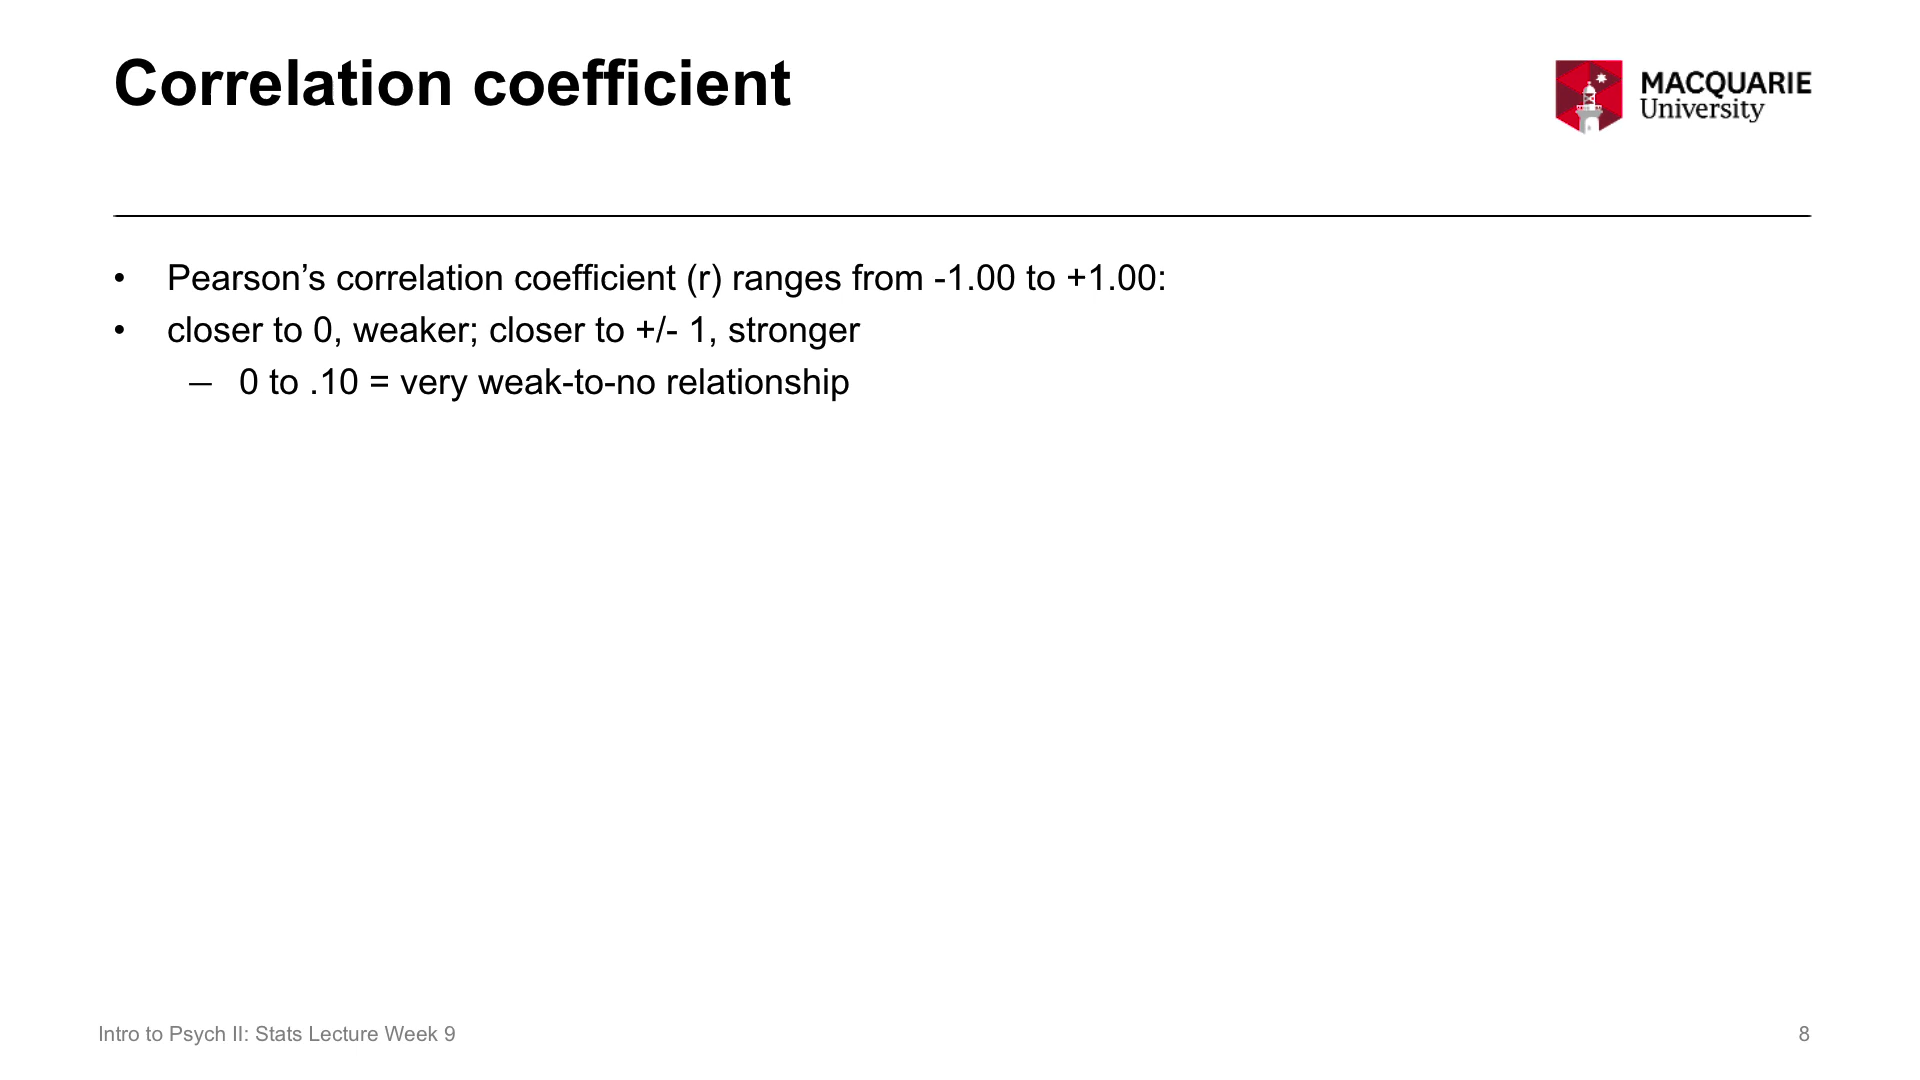 Correlation coefficient
MACQUARIE
University
• Pearson’s correlation coefficient (r) ranges from -1.00 to +1.00:
• closer to 0, weaker; closer to +/- 1, stronger
— 0 to .10 = very weak-to-no relationship
Intro to Psych II: Stats Lecture Week 9
8